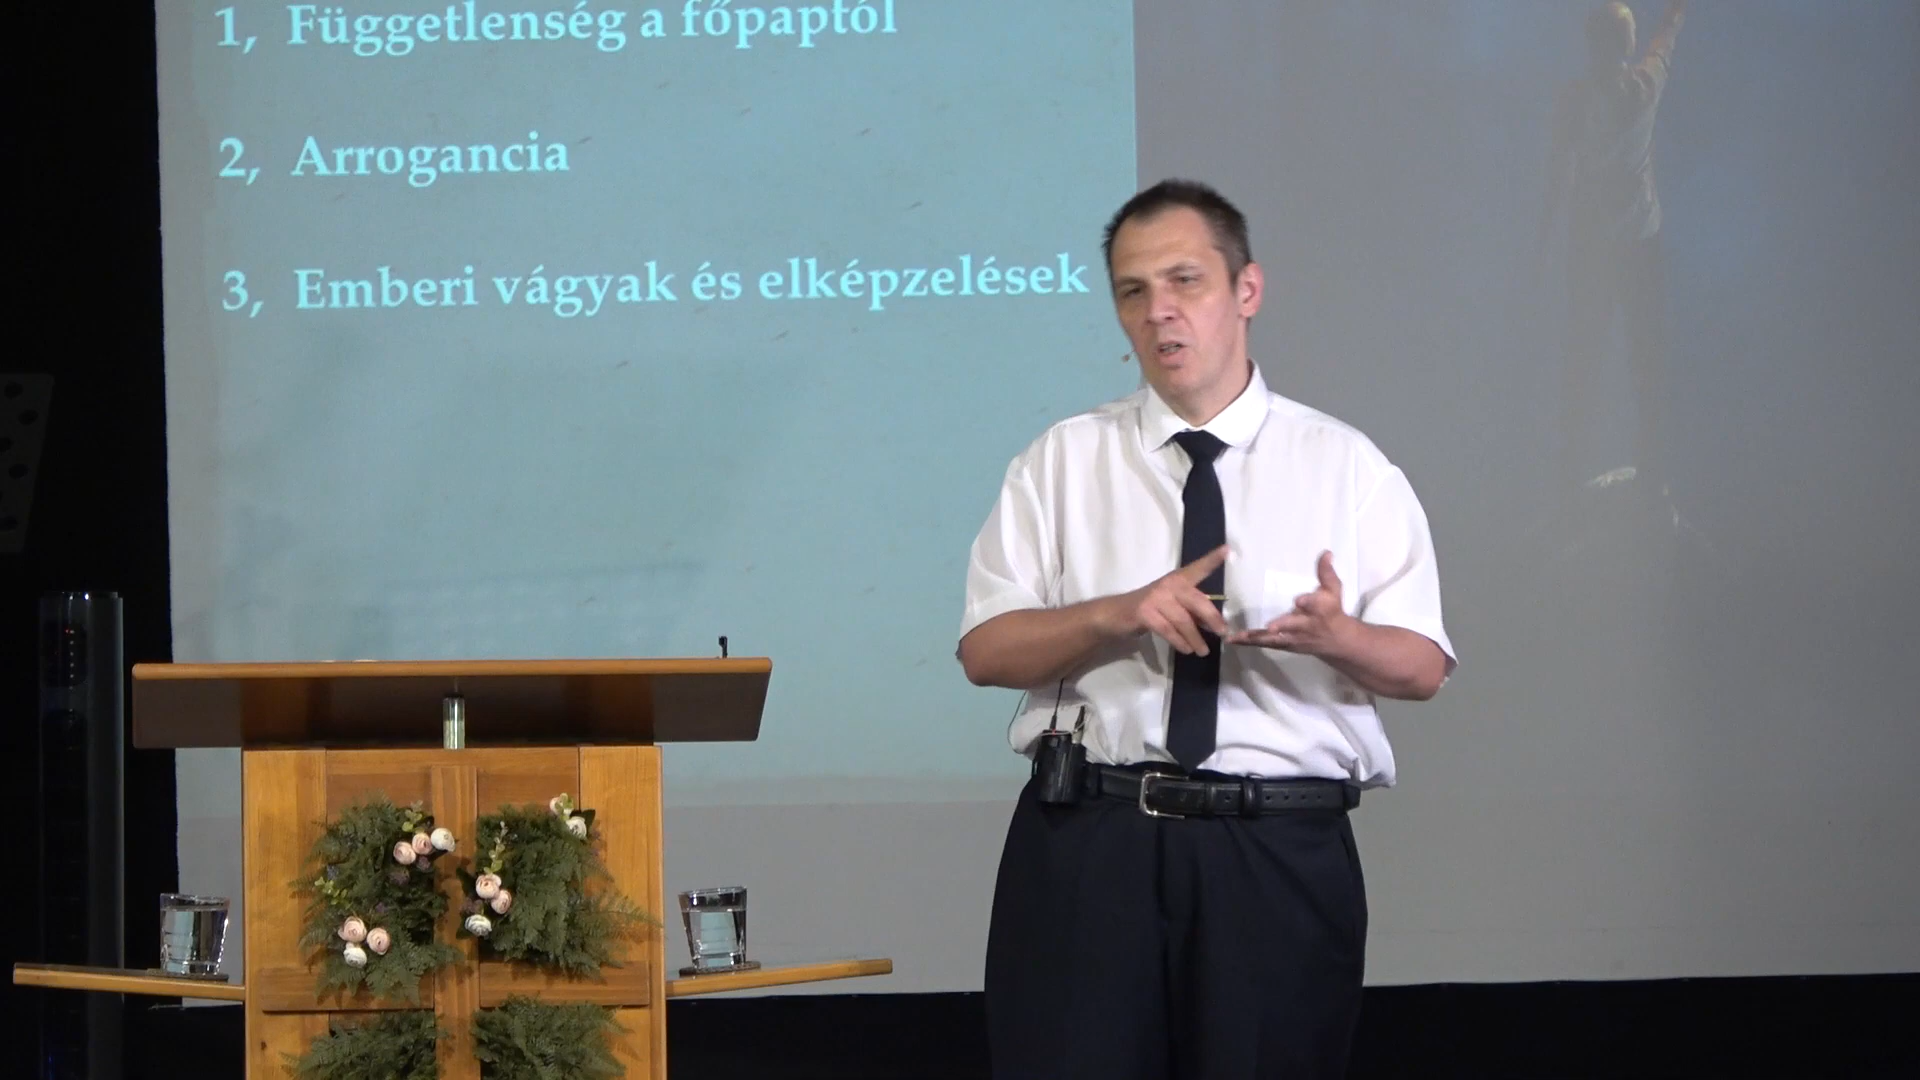 1, Függetlenség a főpaptól
2, Arrogancia
3, Emberi vágyak és elképzelések